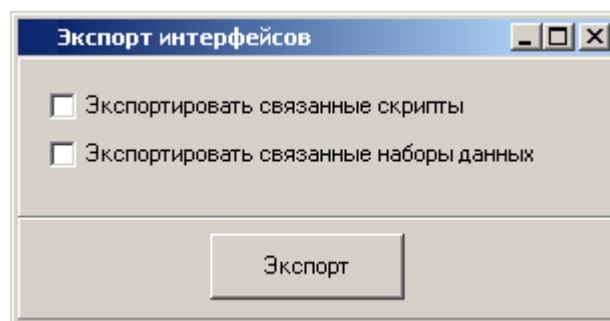 Экспорт интерфейсов
Экспортировать связанные скрипты
Экспортировать связанные наборы данных
Экспорт